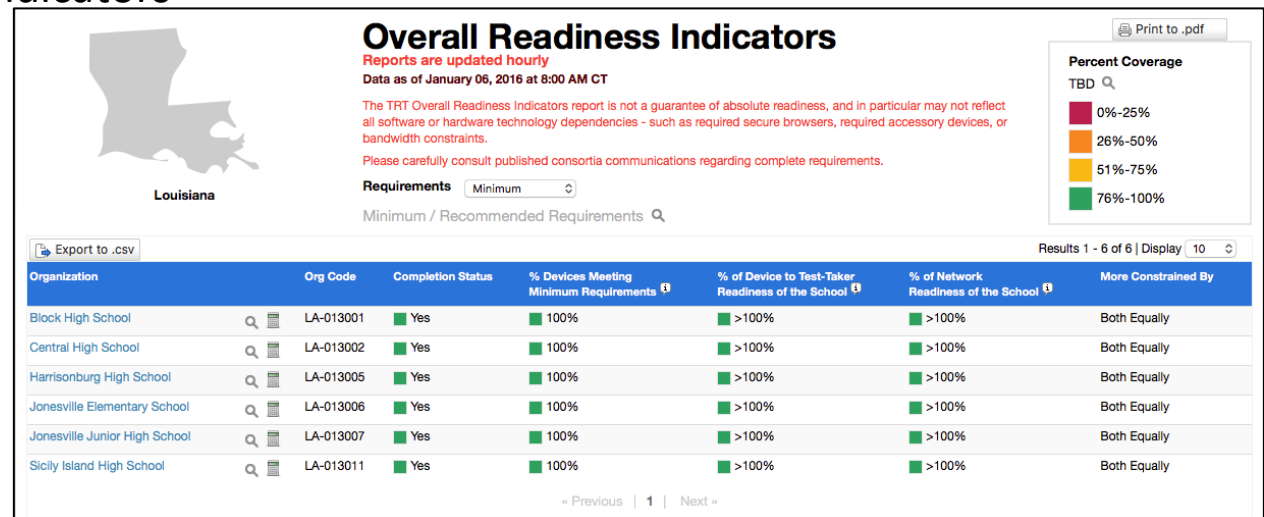 Overall Readiness Indicators
Print to .pdf
Reports are updated hourly
Data as of January 06, 2016 at 8:00 AM CT
The TRT Overall Readiness Indicators report is not a guarantee of absolute readiness, and in particular may not reflect
all software or hardware technology dependencies - such as required secure browsers, required accessory devices, or
bandwidth constraints.
Please carefully consult published consortia communications regarding complete requirements.
Requirements Minimum
Minimum / Recommended Requirements
Louisiana
Percent Coverage
TBD
0%-25%
26%-50%
51%-75%
76%-100%
Export to .csv
Results 1 - 6 of 6 | Display 10
Organization Org Code Completion Status % Devices Meeting Minimum Requirements % of Device to Test-Taker Readiness of the School % of Network Readiness of the School More Constrained By
Block High School LA-013001 Yes 100% >100% >100% Both Equally
Central High School LA-013002 Yes 100% >100% >100% Both Equally
Harrisonburg High School LA-013005 Yes 100% >100% >100% Both Equally
Jonesville Elementary School LA-013006 Yes 100% >100% >100% Both Equally
Jonesville Junior High School LA-013007 Yes 100% >100% >100% Both Equally
Sicily Island High School LA-013011 Yes 100% >100% >100% Both Equally
« Previous | 1 | Next »